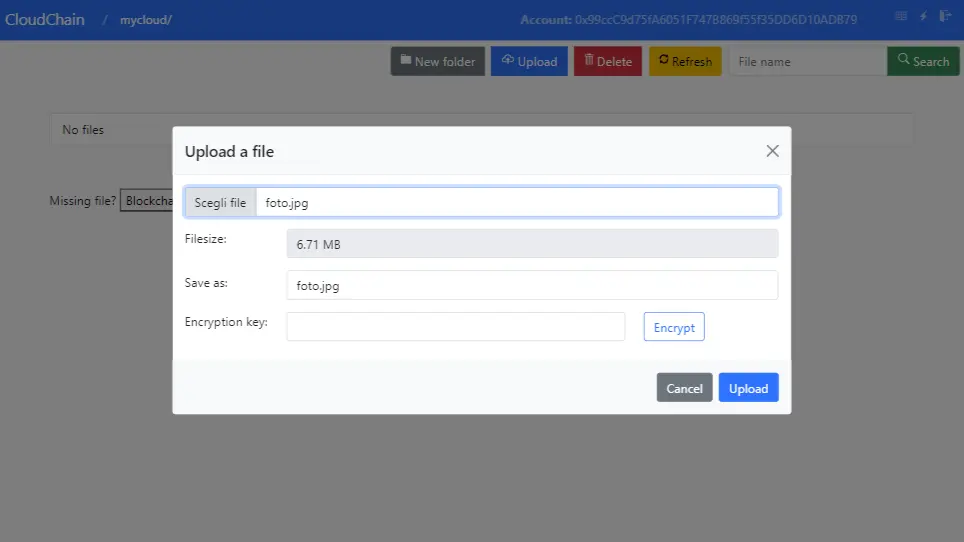 CloudChain / mycloud/ Account: 0x99ccC9d75fA6051F7478869f55f35DD6D10ADB79
New folder Upload Delete Refresh File name Search
No files
Upload a file
Missing file? Blockcha
Scegli file foto.jpg
Filesize: 6.71 MB
Save as: foto.jpg
Encryption key: Encrypt
Cancel Upload